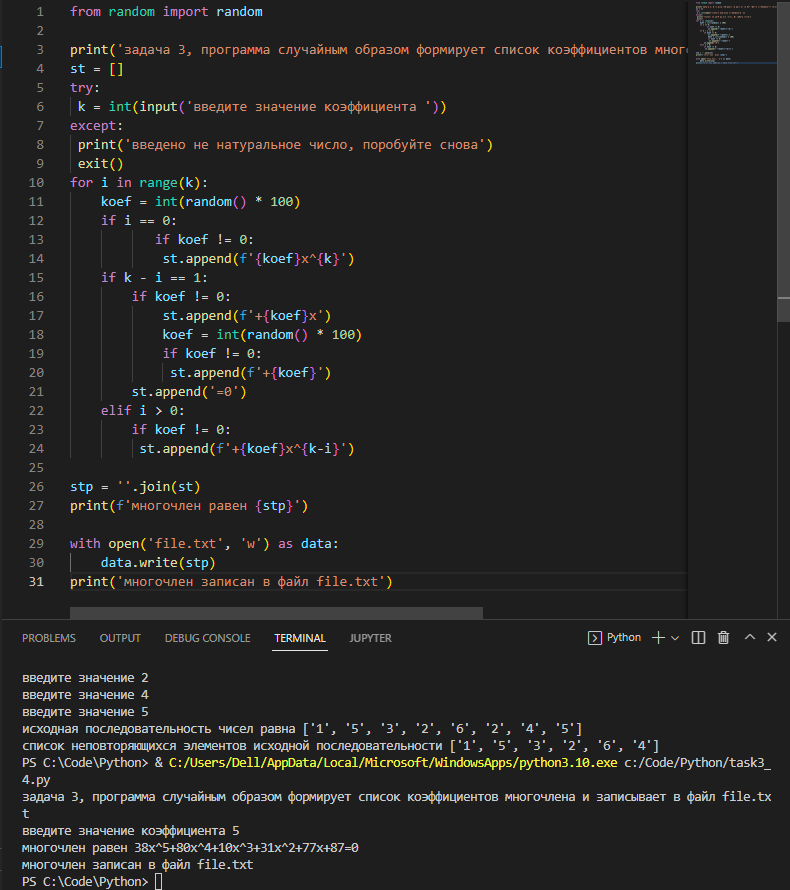 1 from random import random
2
3 print('задача 3, программа случайным образом формирует список коэффициентов мног
4 st = []
5 try:
6 k = int(input('введите значение коэффициента '))
7 except:
8 print('введено не натуральное число, поробуйте снова')
9 exit()
10 for i in range(k):
11 koef = int(random() * 100)
12 if i == 0:
13 if koef != 0:
14 st.append(f'{koef}x^{k}')
15 if k - i == 1:
16 if koef != 0:
17 st.append(f'+{koef}x')
18 koef = int(random() * 100)
19 if koef != 0:
20 st.append(f'+{koef}')
21 st.append('=0')
22 elif i > 0:
23 if koef != 0:
24 st.append(f'+{koef}x^{k-i}')
25
26 stp = ''.join(st)
27 print(f'многочлен равен {stp}')
28
29 with open('file.txt', 'w') as data:
30 data.write(stp)
31 print('многочлен записан в файл file.txt')
PROBLEMS OUTPUT DEBUG CONSOLE TERMINAL JUPYTER Python
введите значение 2
введите значение 4
введите значение 5
исходная последовательность чисел равна ['1', '5', '3', '2', '6', '2', '4', '5']
список неповторяющихся элементов исходной последовательности ['1', '5', '3', '2', '6', '4']
PS C:\Code\Python> & C:/Users/Dell/AppData/Local/Microsoft/WindowsApps/python3.10.exe c:/Code/Python/task3_
4.py
задача 3, программа случайным образом формирует список коэффициентов многочлена и записывает в файл file.tx
t
введите значение коэффициента 5
многочлен равен 38x^5+80x^4+10x^3+31x^2+77x+87=0
многочлен записан в файл file.txt
PS C:\Code\Python>